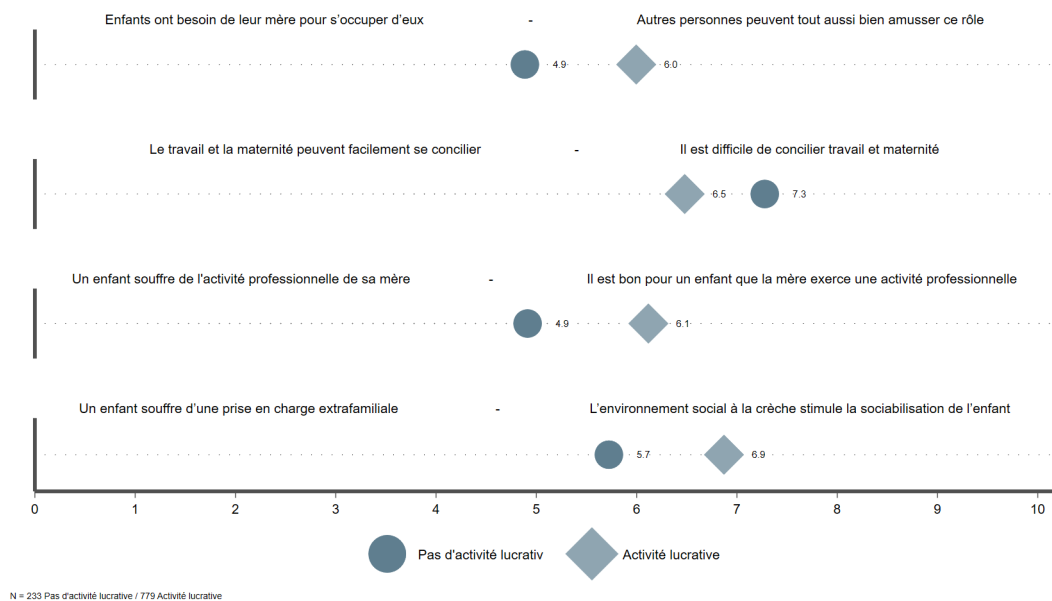 Enfants ont besoin de leur mère pour s’occuper d’eux - Autres personnes peuvent tout aussi bien amusser ce rôle
4.9 6.0
Le travail et la maternité peuvent facilement se concilier - Il est difficile de concilier travail et maternité
6.5 7.3
Un enfant souffre de l'activité professionnelle de sa mère - Il est bon pour un enfant que la mère exerce une activité professionnelle
4.9 6.1
Un enfant souffre d’une prise en charge extrafamiliale - L’environnement social à la crèche stimule la sociabilisation de l’enfant
5.7 6.9
0 1 2 3 4 5 6 7 8 9 10
Pas d'activité lucrativ Activité lucrative
N = 233 Pas d'activité lucrative / 779 Activité lucrative